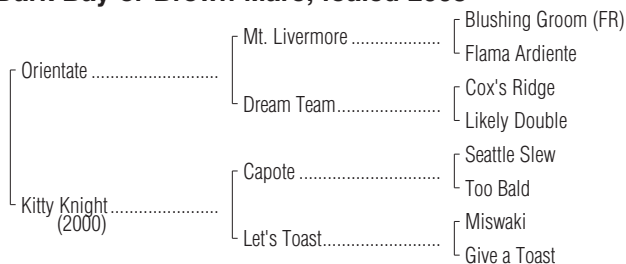 Dark Bay or Brown Mare; foaled
Blushing Groom (FR)
Mt. Livermore ....................
Flama Ardiente
Orientate ............................
Cox's Ridge
Dream Team.......................
Likely Double
Seattle Slew
Capote ................................
Too Bald
Kitty Knight.......................
(2000)
Miswaki
Let's Toast..........................
Give a Toast